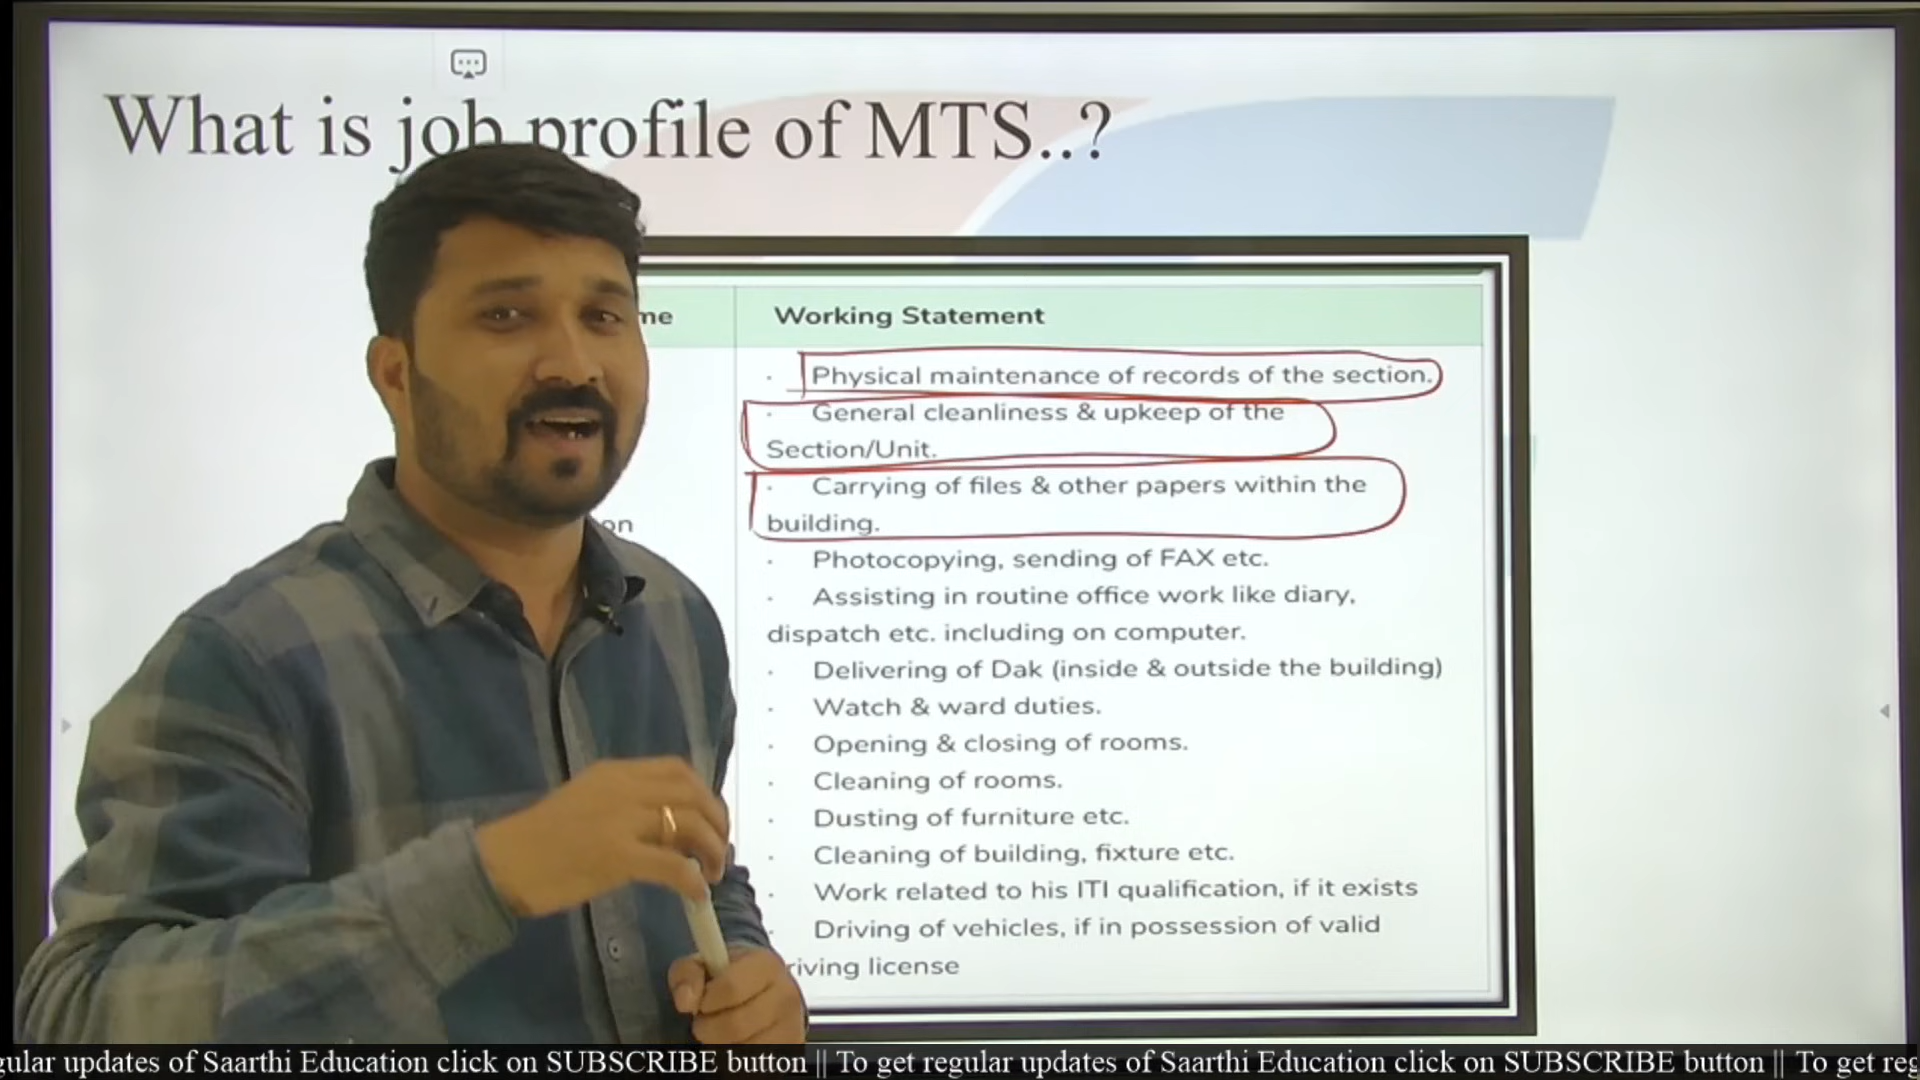 What is job profile of MTS..?
Working Statement
· Physical maintenance of records of the section.
· General cleanliness & upkeep of the
Section/Unit.
· Carrying of files & other papers within the
building.
· Photocopying, sending of FAX etc.
· Assisting in routine office work like diary,
dispatch etc. including on computer.
· Delivering of Dak (inside & outside the building)
· Watch & ward duties.
· Opening & closing of rooms.
· Cleaning of rooms.
· Dusting of furniture etc.
· Cleaning of building, fixture etc.
· Work related to his ITI qualification, if it exists
· Driving of vehicles, if in possession of valid
riving license
gular updates of Saarthi Education click on SUBSCRIBE button || To get regular updates of Saarthi Education click on SUBSCRIBE button || To get reg